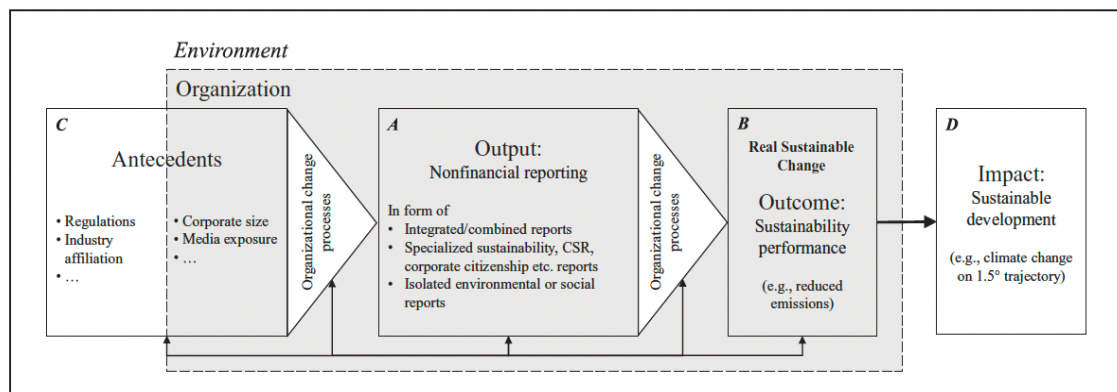 Environment
Organization
C
Antecedents
• Regulations
• Industry
affiliation
• …
• Corporate size
• Media exposure
• …
Organizational change
processes
A
Output:
Nonfinancial reporting
In form of
• Integrated/combined reports
• Specialized sustainability, CSR,
corporate citizenship etc. reports
• Isolated environmental or social
reports
Organizational change
processes
B
Real Sustainable
Change
Outcome:
Sustainability
performance
(e.g., reduced
emissions)
D
Impact:
Sustainable
development
(e.g., climate change
on 1.5° trajectory)